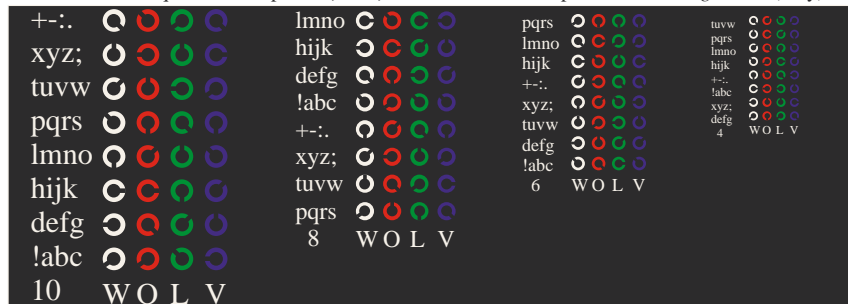 +-:.
xyz;
tuvw
pqrs
lmno
hijk
defg
!abc
10 W O L V
lmno
hijk
defg
!abc
+-:.
xyz;
tuvw
pqrs
8 W O L V
pqrs
lmno
hijk
+-:.
xyz;
tuvw
defg
!abc
6 W O L V
tuvw
pqrs
lmno
hijk
+-:.
!abc
xyz;
defg
4 W O L V